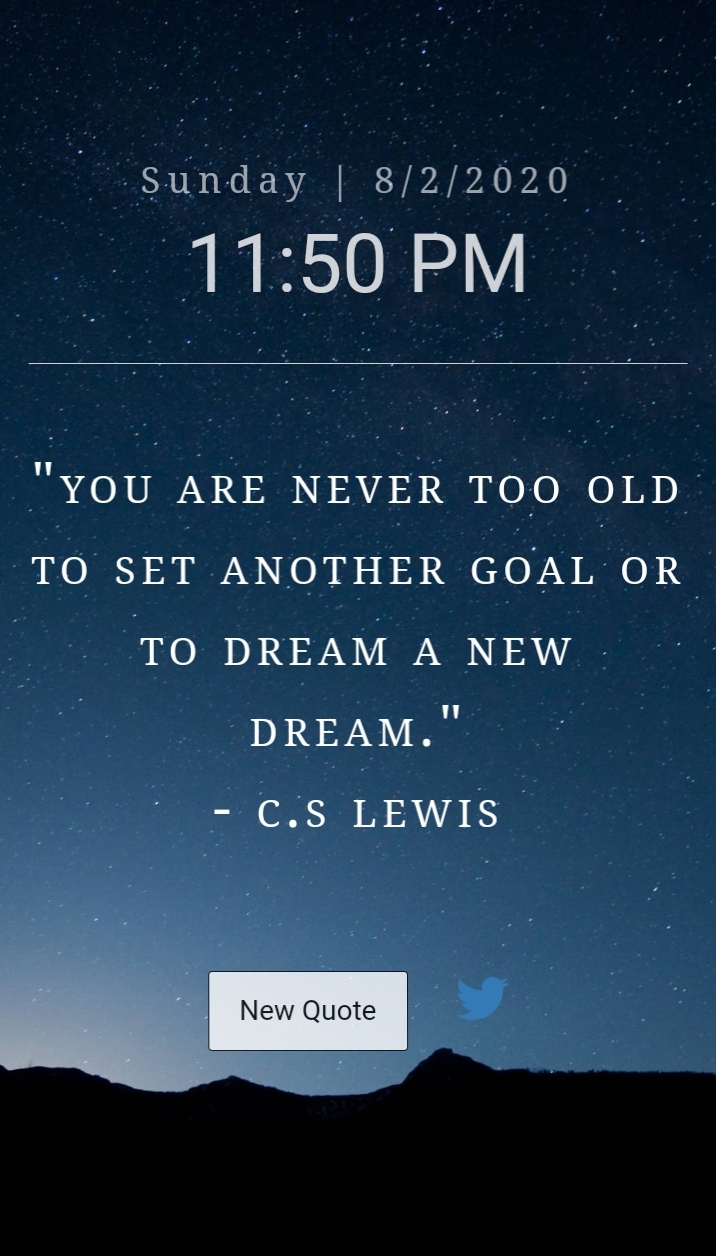 Sunday | 8/2/2020
11:50 PM
"YOU ARE NEVER TOO OLD
TO SET ANOTHER GOAL OR
TO DREAM A NEW
DREAM."
- C.S LEWIS
New Quote